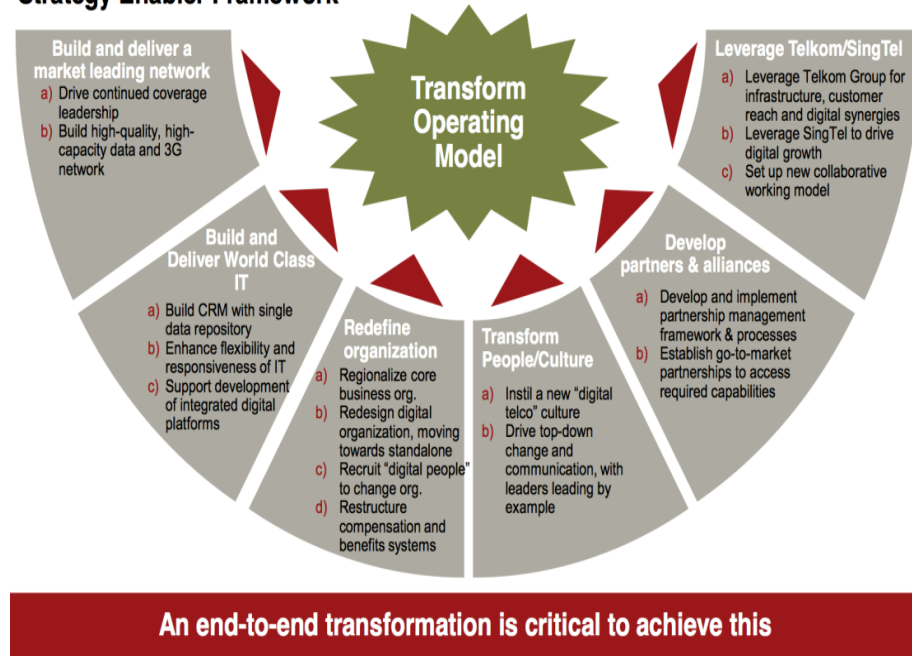 Strategy Enabler Framework
Build and deliver a
market leading network
a) Drive continued coverage
leadership
b) Build high-quality, high-
capacity data and 3G
network
Build and
Deliver World Class
IT
a) Build CRM with single
data repository
b) Enhance flexibility and
responsiveness of IT
c) Support development
of integrated digital
platforms
Redefine
organization
a) Regionalize core
business org.
b) Redesign digital
organization, moving
towards standalone
c) Recruit “digital people”
to change org.
d) Restructure
compensation and
benefits systems
Transform
People/Culture
a) Instil a new “digital
telco” culture
b) Drive top-down
change and
communication, with
leaders leading by
example
Develop
partners & alliances
a) Develop and implement
partnership management
framework & processes
b) Establish go-to-market
partnerships to access
required capabilities
Leverage Telkom/SingTel
a) Leverage Telkom Group for
infrastructure, customer
reach and digital synergies
b) Leverage SingTel to drive
digital growth
c) Set up new collaborative
working model
Transform
Operating
Model
An end-to-end transformation is critical to achieve this